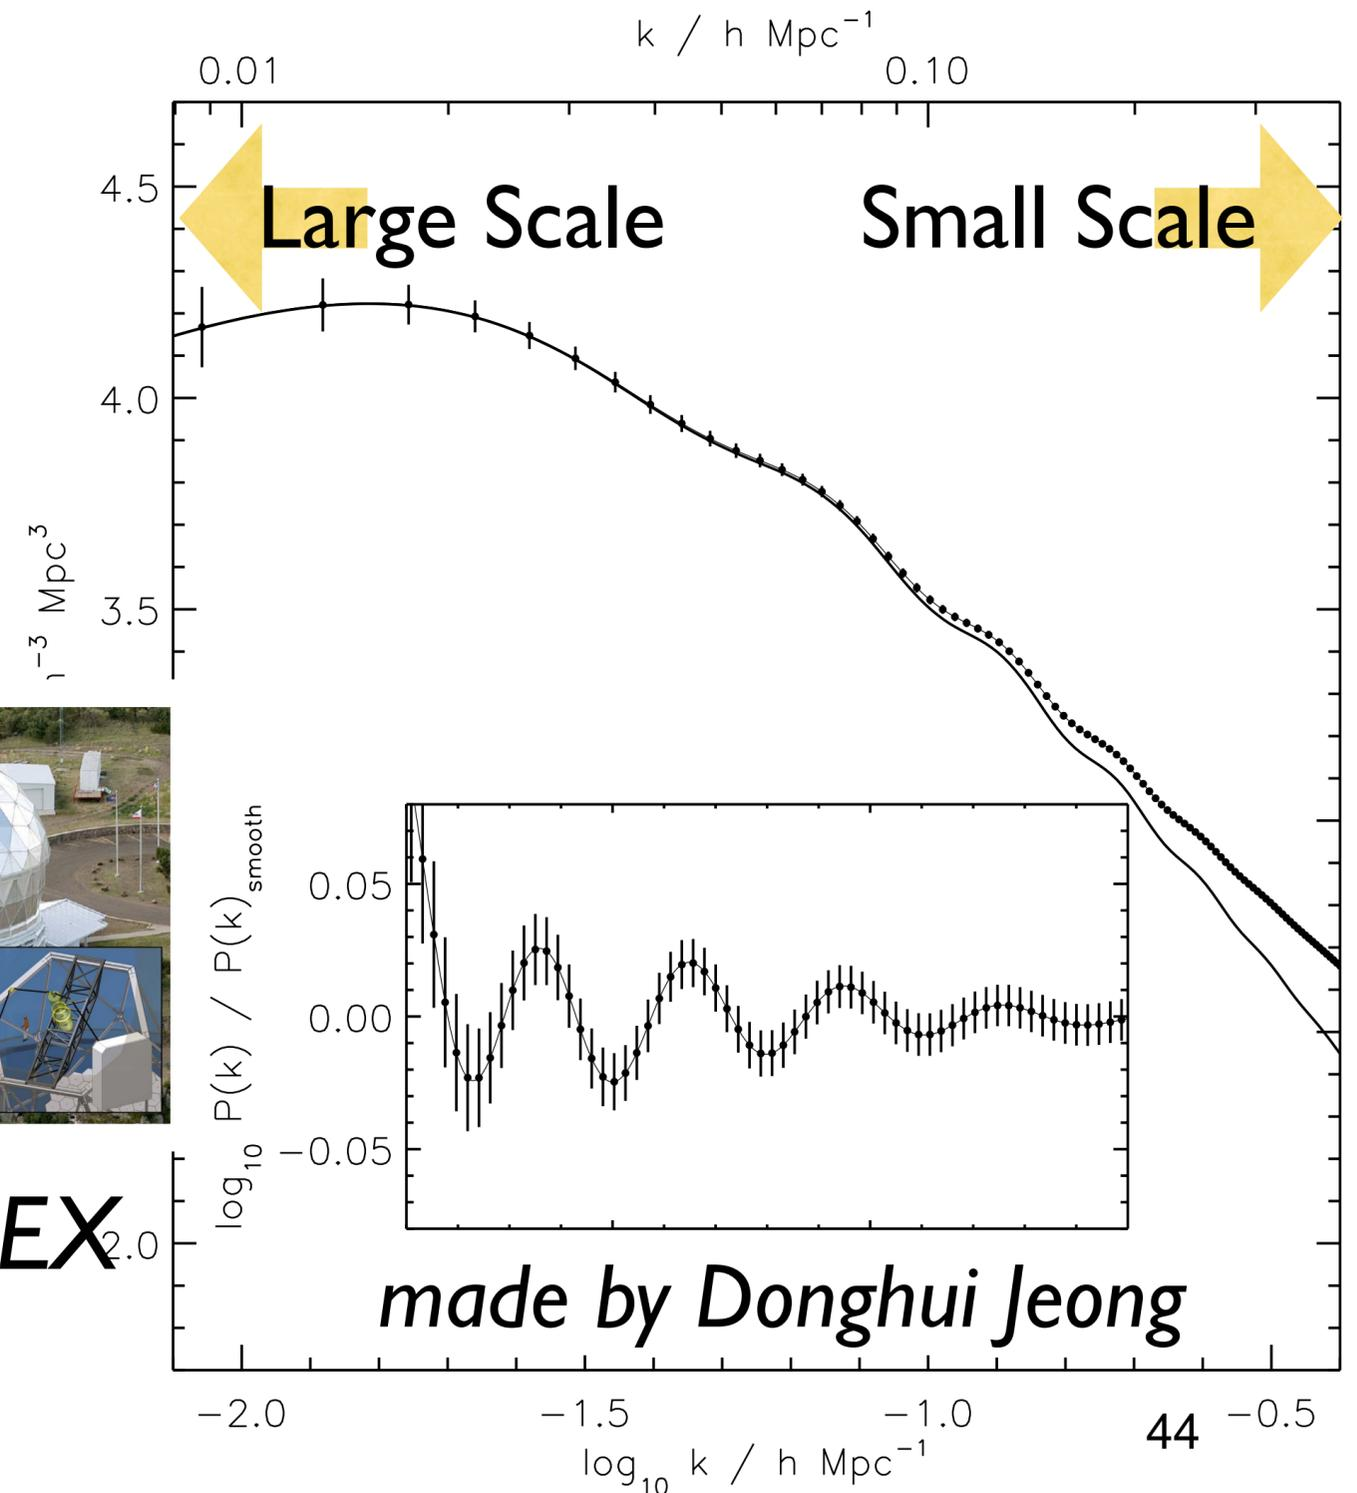 k / h Mpc⁻¹
0.01 0.10
4.5
Large Scale Small Scale
4.0
3.5
⁻³ Mpc³
log₁₀ P(k) / P(k)smooth
0.05
0.00
−0.05
EX
2.0
made by Donghui Jeong
−2.0 −1.5 −1.0 −0.5
44
log₁₀ k / h Mpc⁻¹